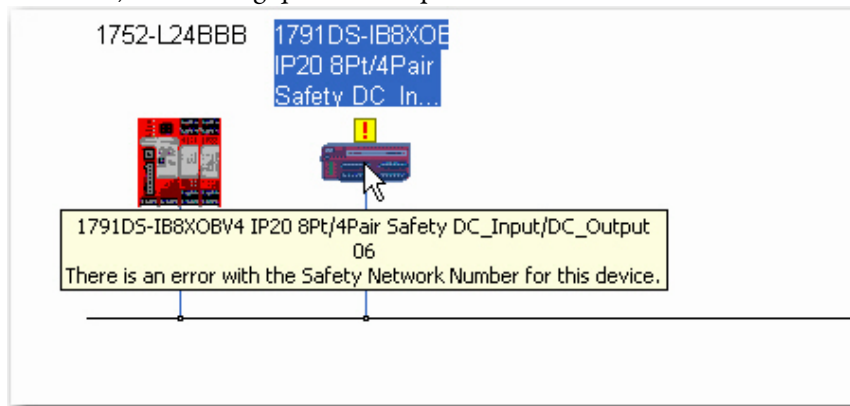 1752-L24BBB
1791DS-IB8XOB
IP20 8Pt/4Pair
Safety DC_In...
1791DS-IB8XOBV4 IP20 8Pt/4Pair Safety DC_Input/DC_Output
06
There is an error with the Safety Network Number for this device.